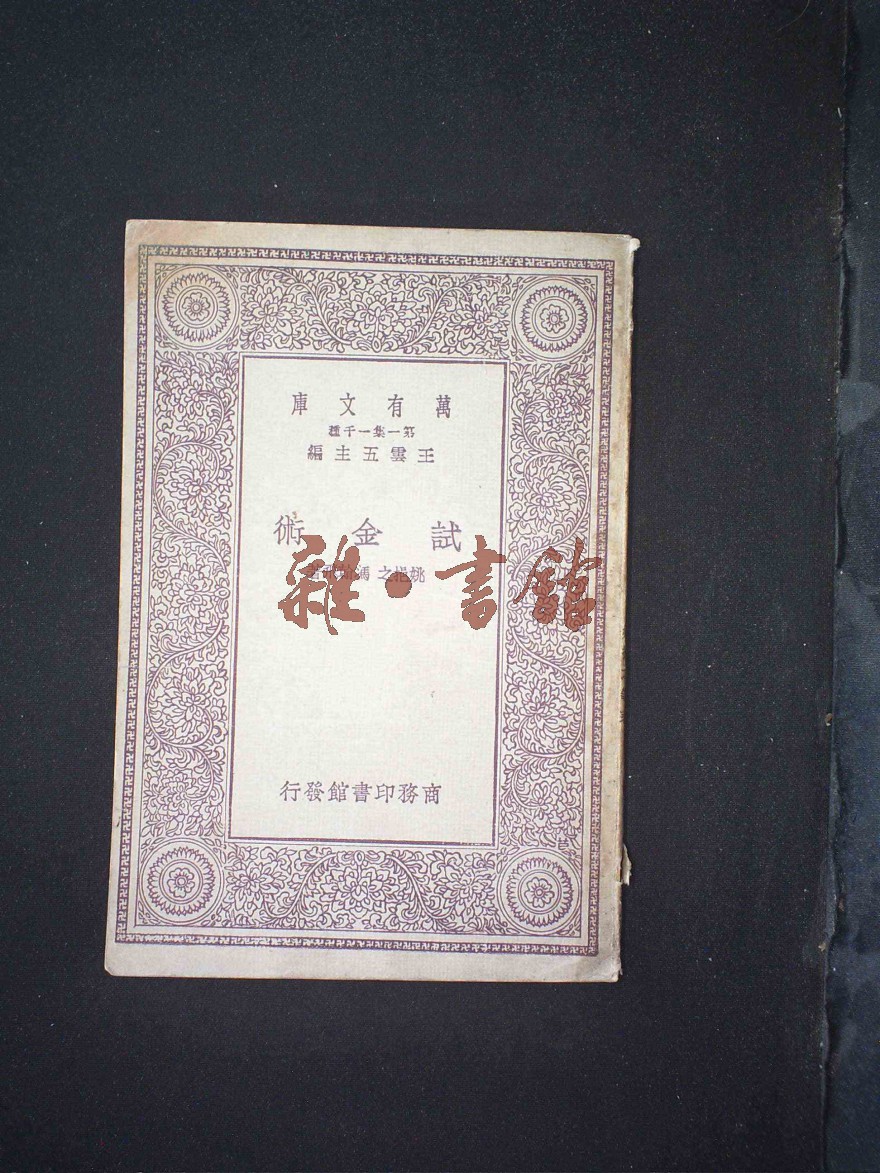 萬有文庫
第一集一千種
王雲五主編
試金術
姚之 著
商務印書館發行
雜·書館